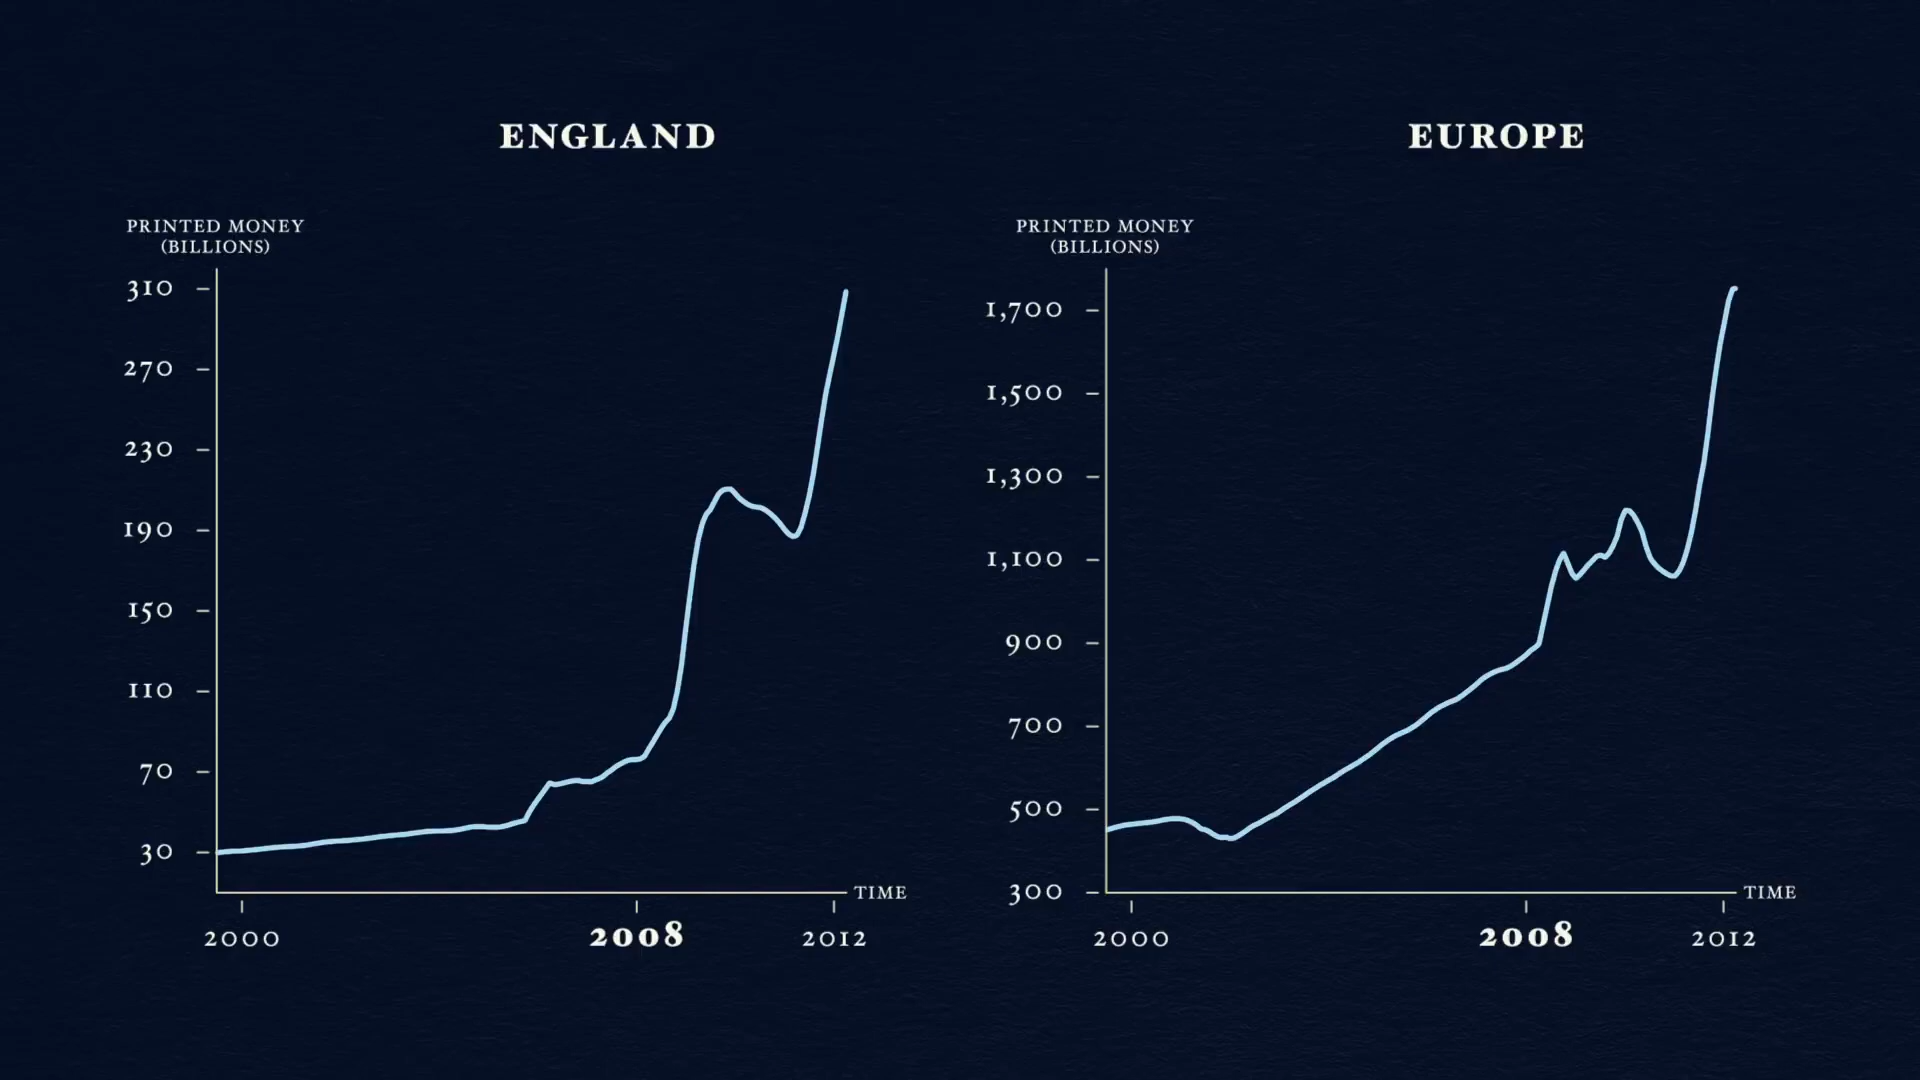 ENGLAND
PRINTED MONEY
(BILLIONS)
310
270
230
190
150
110
70
30
TIME
2000
2008
2012
EUROPE
PRINTED MONEY
(BILLIONS)
1,700
1,500
1,300
1,100
900
700
500
300
TIME
2000
2008
2012